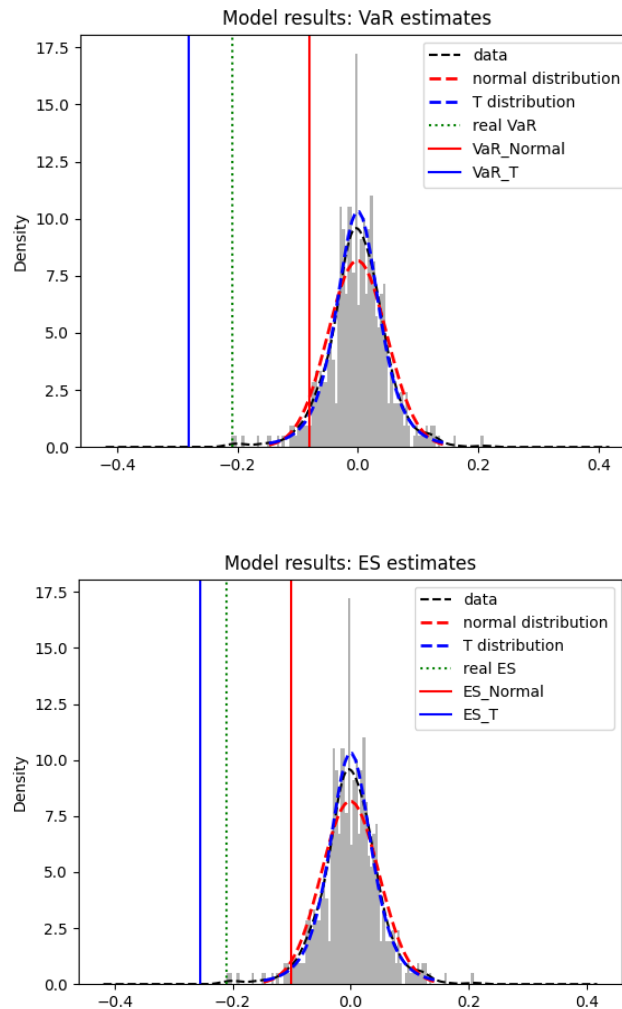 Model results: VaR estimates
17.5
15.0
12.5
10.0
7.5
5.0
2.5
0.0
Density
data
normal distribution
T distribution
real VaR
VaR_Normal
VaR_T
−0.4
−0.2
0.0
0.2
0.4
Model results: ES estimates
17.5
15.0
12.5
10.0
7.5
5.0
2.5
0.0
Density
data
normal distribution
T distribution
real ES
ES_Normal
ES_T
−0.4
−0.2
0.0
0.2
0.4